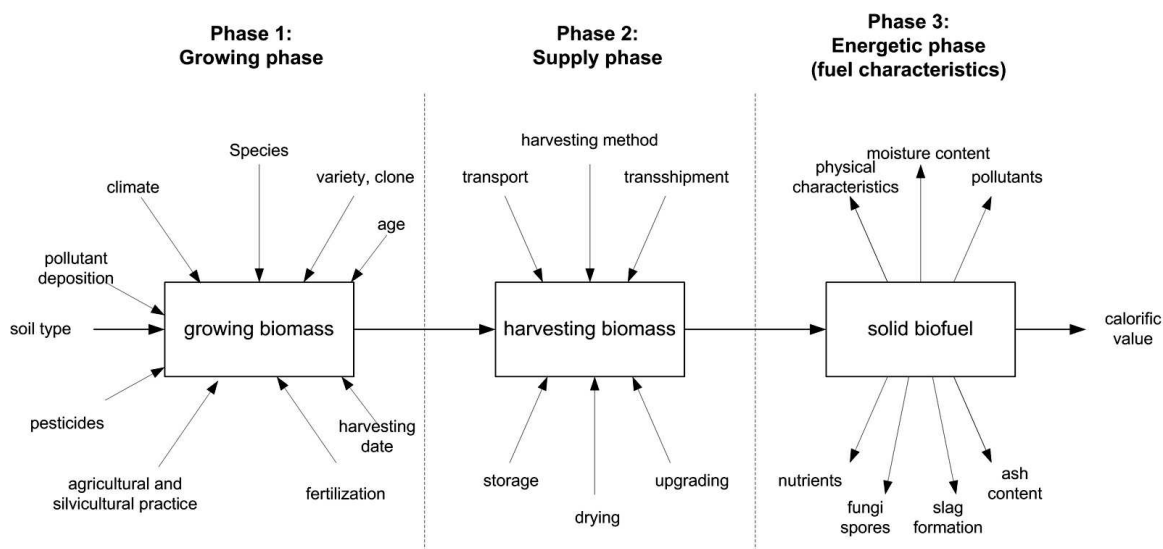 Phase 1:
Growing phase
Phase 2:
Supply phase
Phase 3:
Energetic phase
(fuel characteristics)
Species
climate
variety, clone
age
pollutant
deposition
soil type
growing biomass
pesticides
agricultural and
silvicultural practice
fertilization
harvesting
date
harvesting method
transport
transshipment
harvesting biomass
storage
drying
upgrading
moisture content
physical
characteristics
pollutants
solid biofuel
calorific
value
nutrients
fungi
spores
slag
formation
ash
content